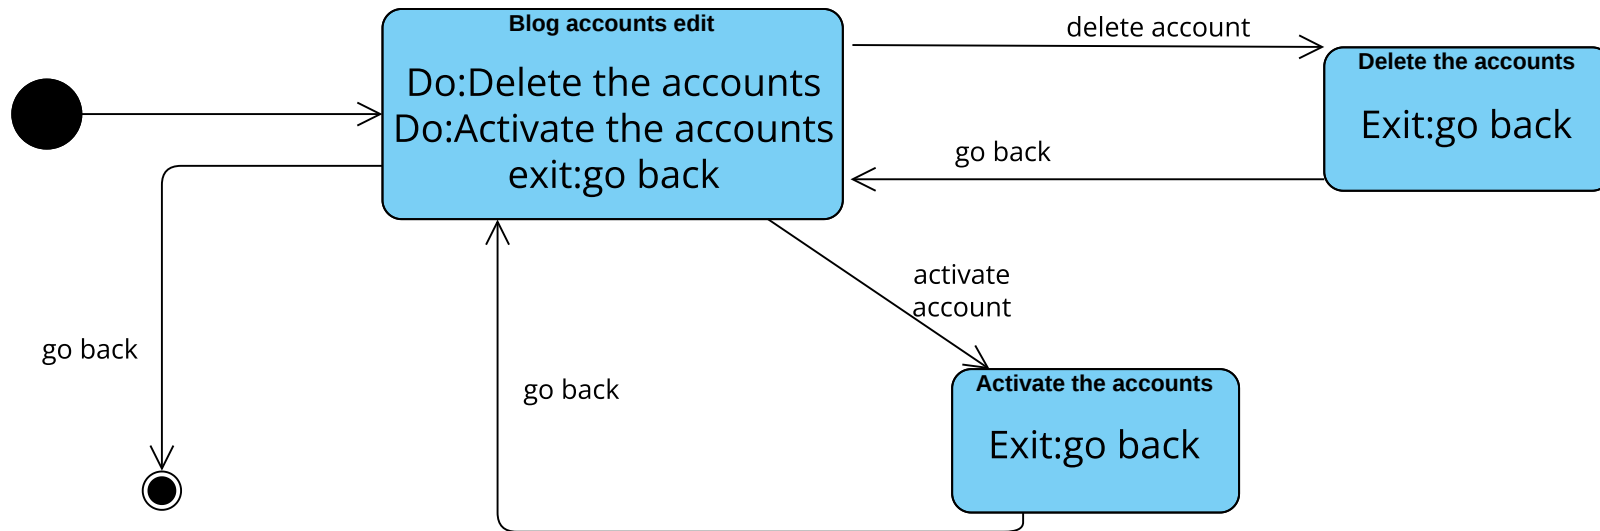 Blog accounts edit
Do:Delete the accounts
Do:Activate the accounts
exit:go back
delete account
Delete the accounts
Exit:go back
go back
activate
account
go back
go back
Activate the accounts
Exit:go back